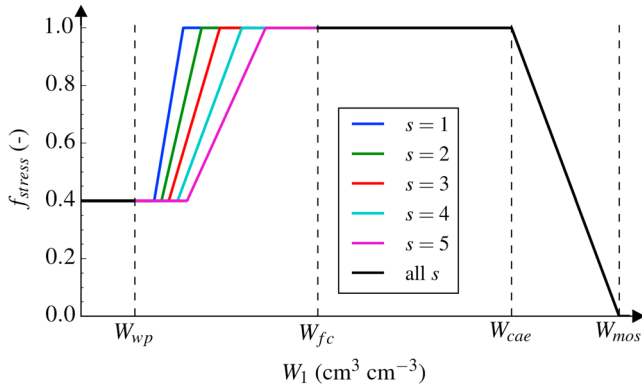 1.0
0.8
0.6
0.4
0.2
0.0
f_stress (-)
s = 1
s = 2
s = 3
s = 4
s = 5
all s
W_wp W_fc W_cae W_mos
W_1 (cm^3 cm^−3)